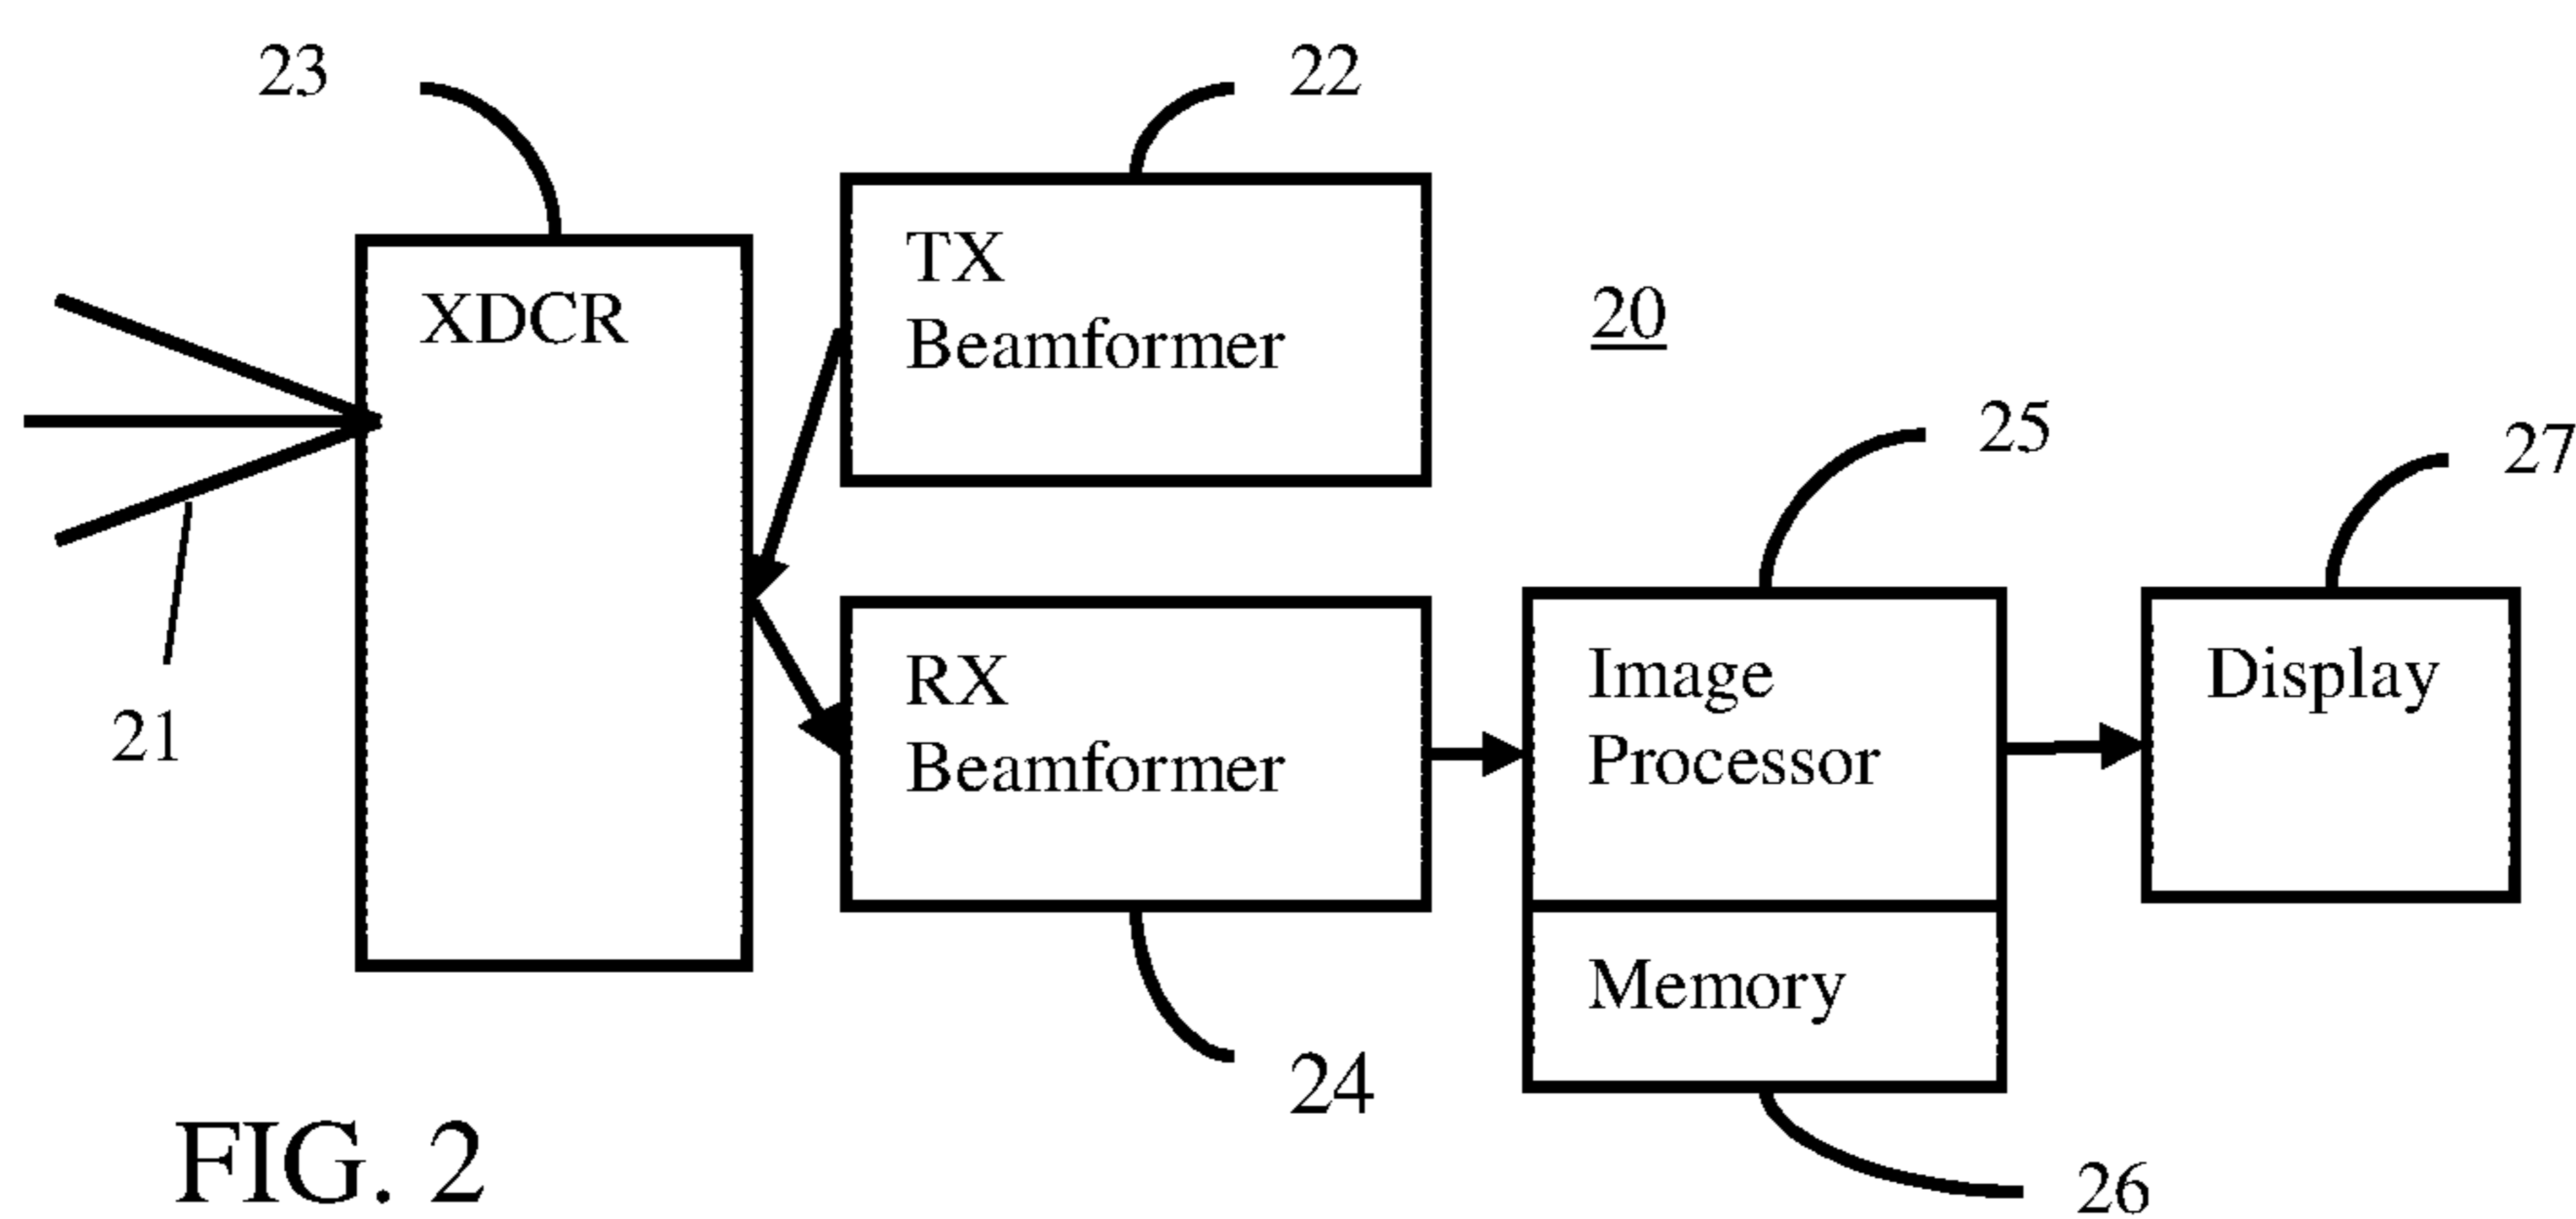 23
22
XDCR
TX
Beamformer
20
25
27
21
RX
Beamformer
Image
Processor
Display
Memory
24
26
FIG. 2